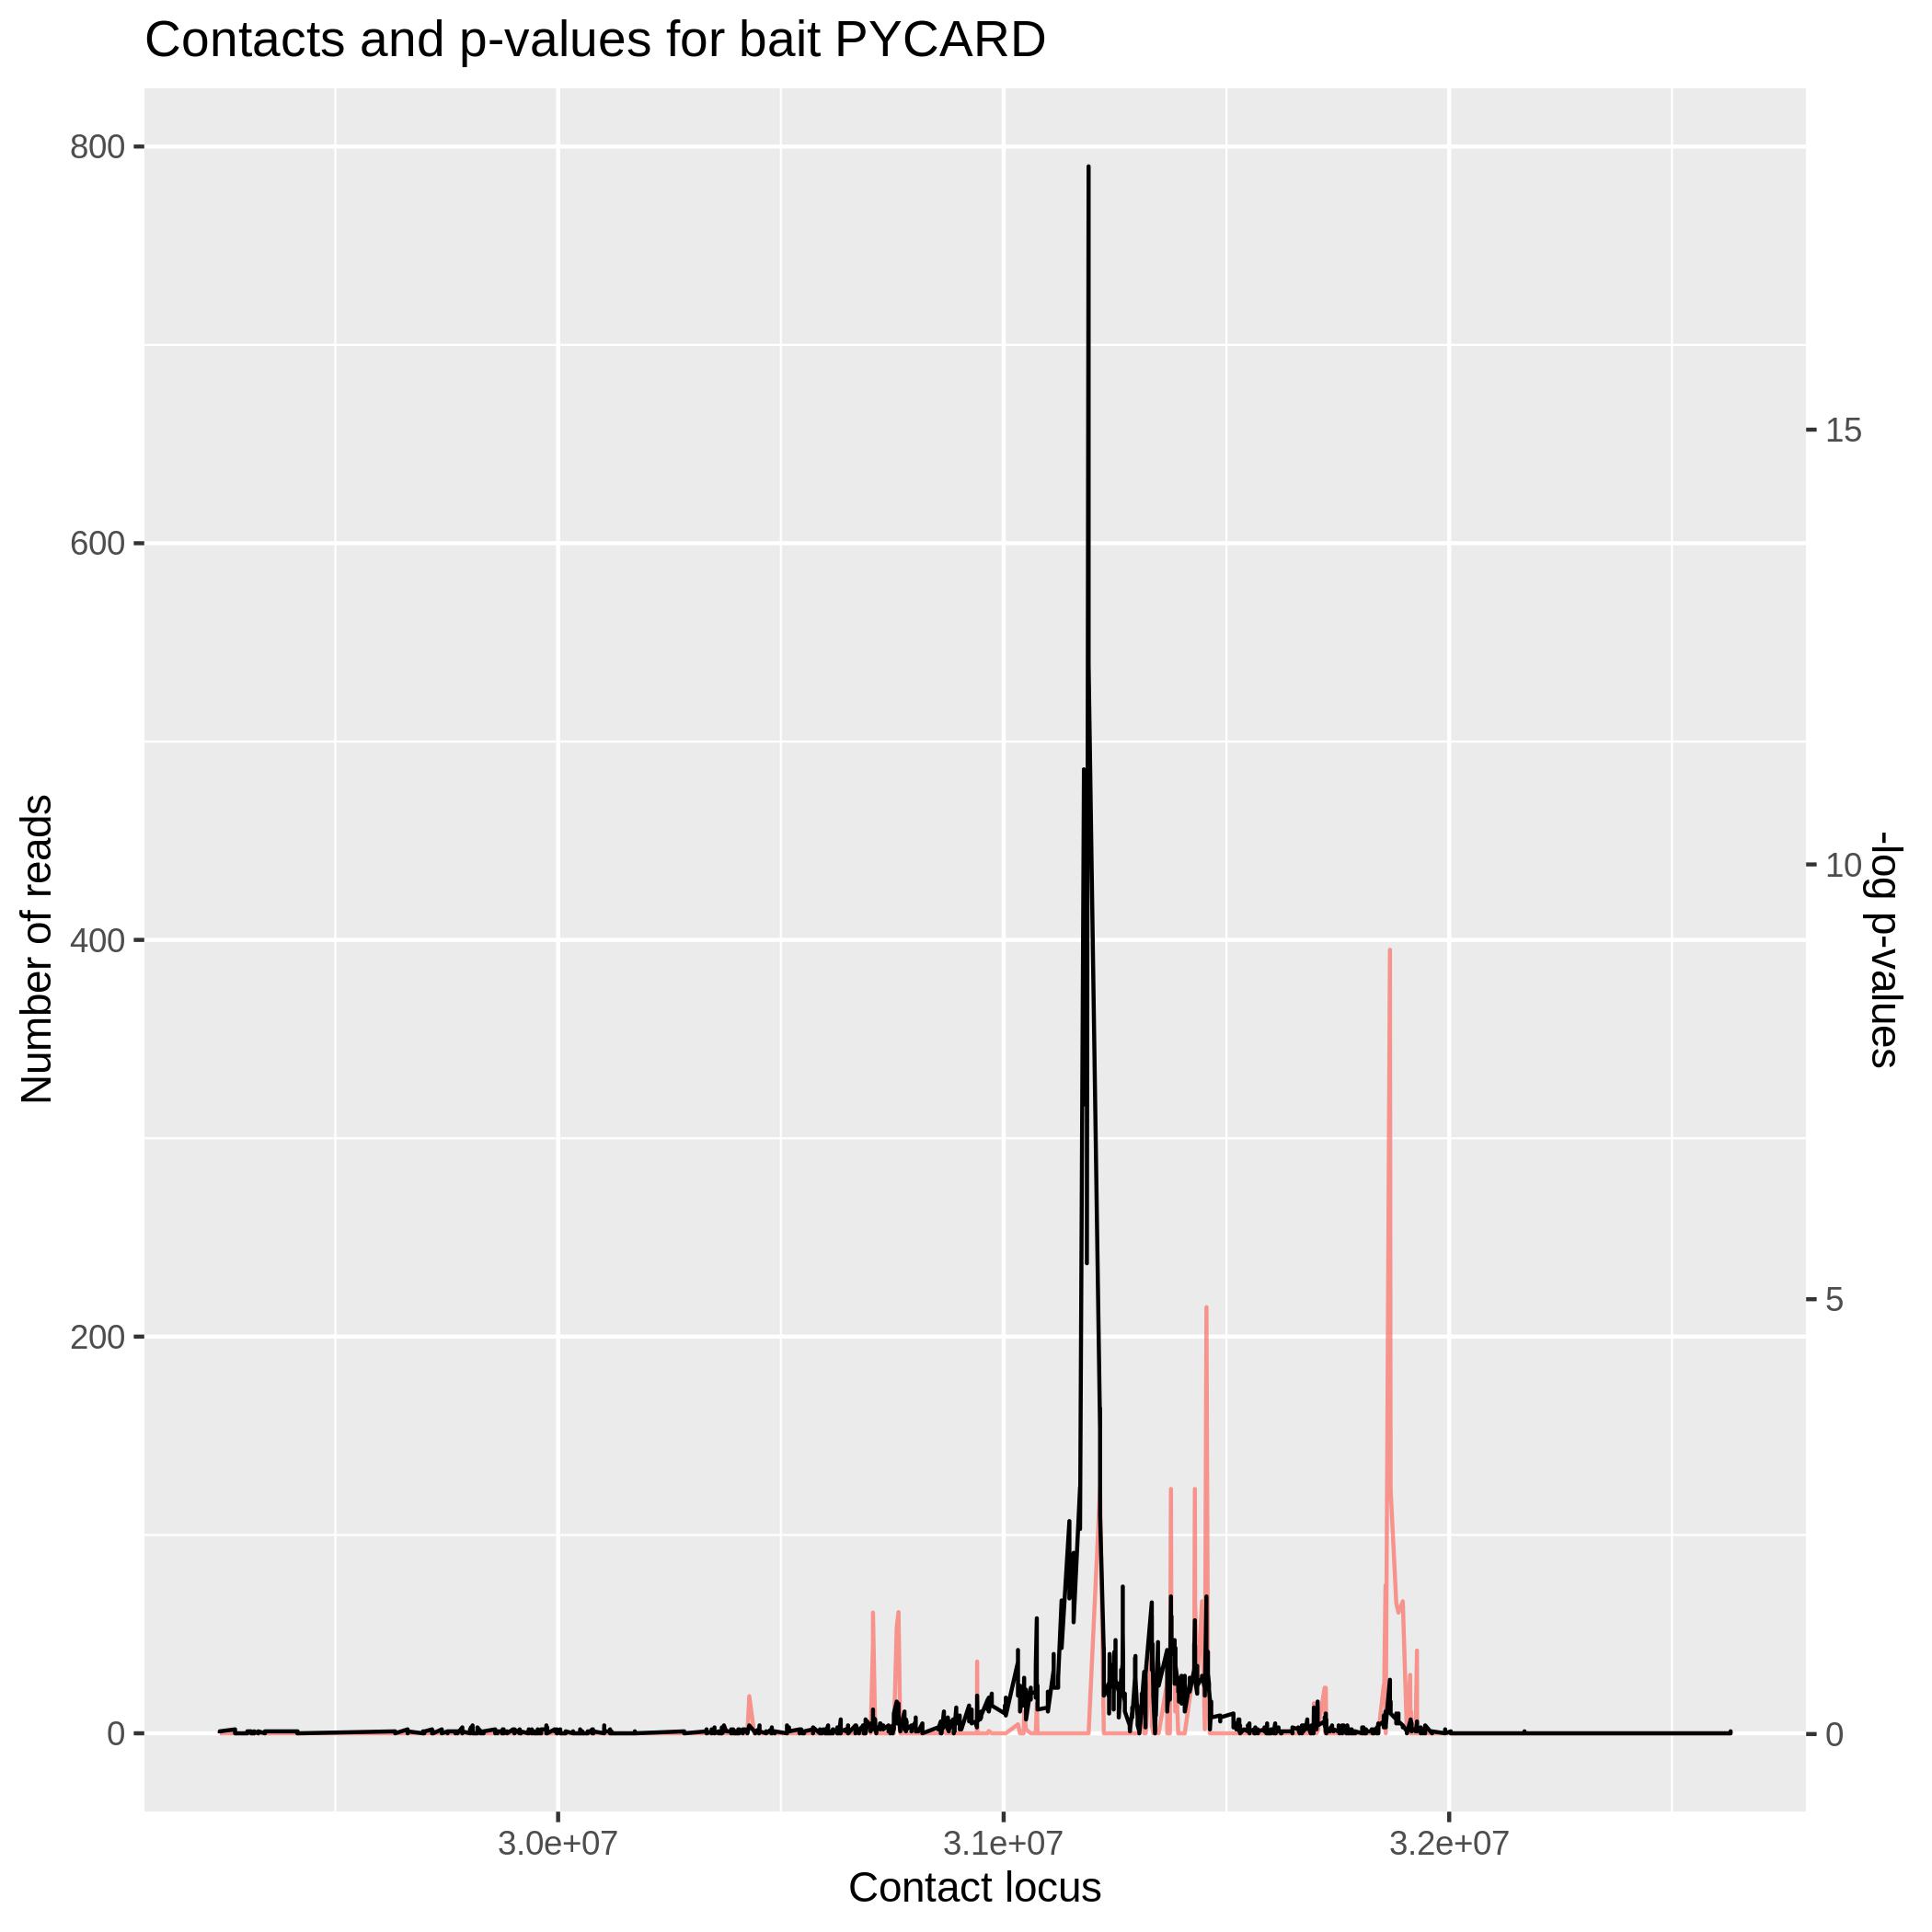 Contacts and p-values for bait PYCARD
800
600
400
200
0
Number of reads
15
10
5
0
-log p-values
3.0e+07
3.1e+07
3.2e+07
Contact locus